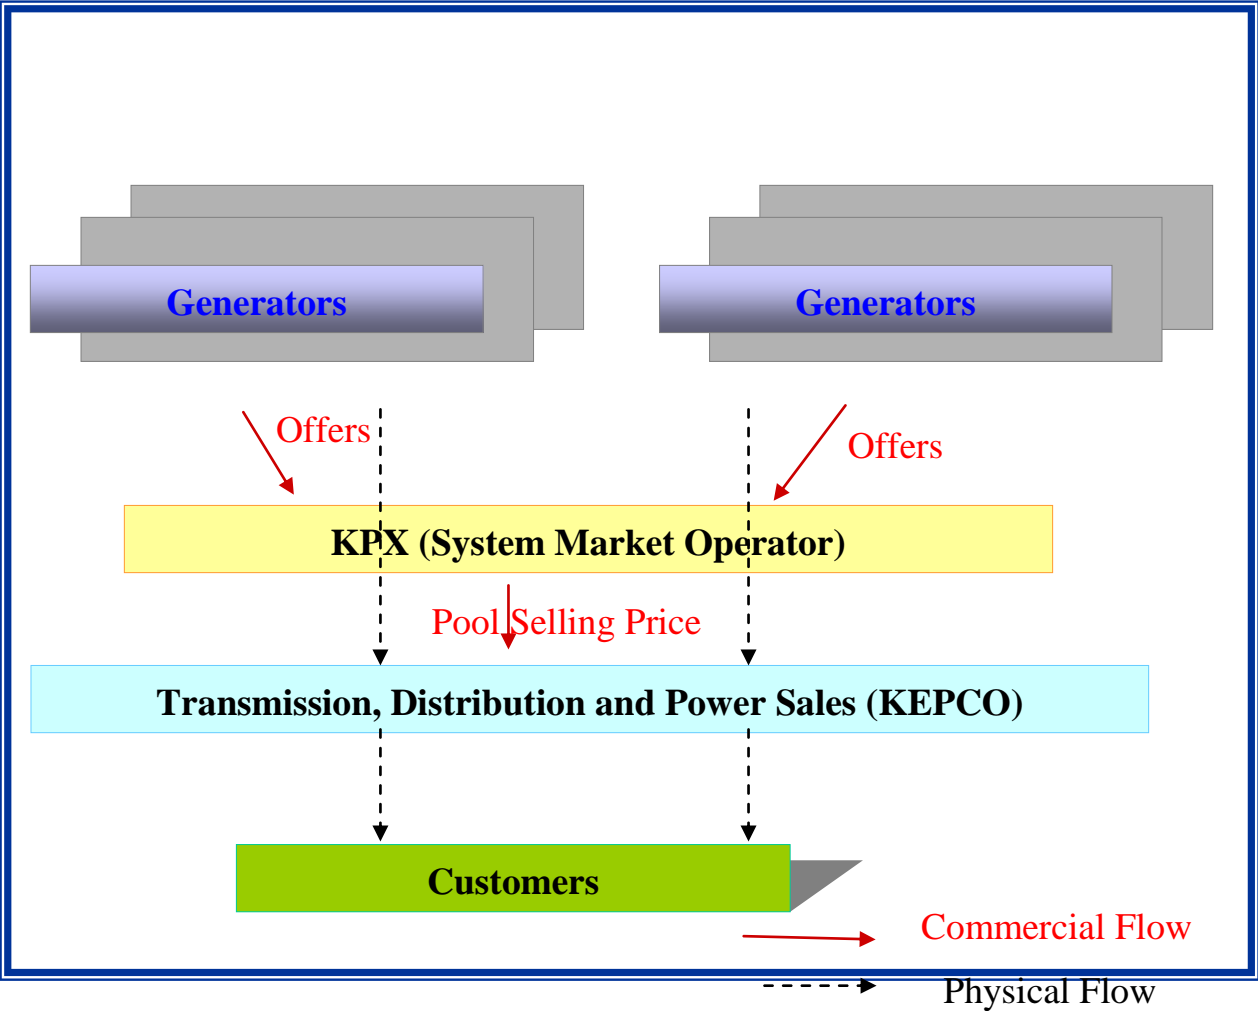 Generators
Generators
Offers
Offers
KPX (System Market Operator)
Pool Selling Price
Transmission, Distribution and Power Sales (KEPCO)
Customers
Commercial Flow
Physical Flow